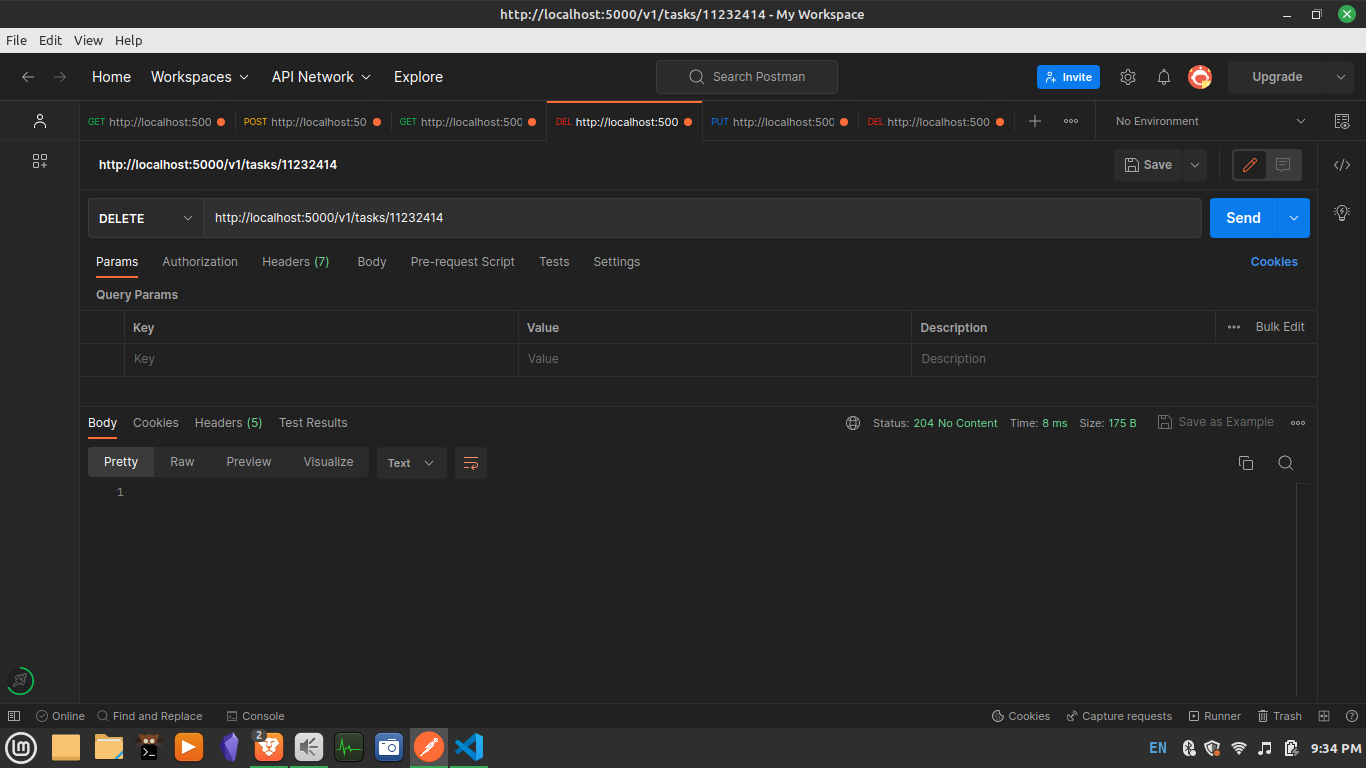 http://localhost:5000/v1/tasks/11232414 - My Workspace
File Edit View Help
Home Workspaces API Network Explore Search Postman Invite Upgrade
GET http://localhost:500 POST http://localhost:50 GET http://localhost:500 DEL http://localhost:500 PUT http://localhost:500 DEL http://localhost:500 No Environment
http://localhost:5000/v1/tasks/11232414 Save
DELETE http://localhost:5000/v1/tasks/11232414 Send
Params Authorization Headers (7) Body Pre-request Script Tests Settings Cookies
Query Params
Key Value Description Bulk Edit
Key Value Description
Body Cookies Headers (5) Test Results Status: 204 No Content Time: 8 ms Size: 175 B Save as Example
Pretty Raw Preview Visualize Text
1
Online Find and Replace Console Cookies Capture requests Runner Trash
2
EN 9:34 PM